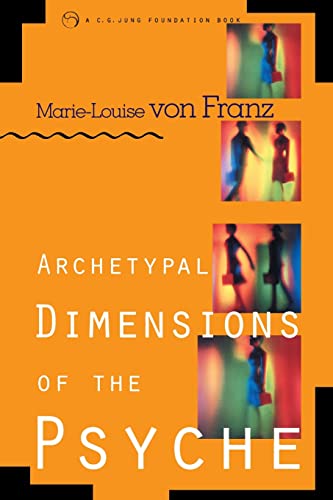 A C.G. JUNG FOUNDATION BOOK
Marie-Louise von Franz
ARCHETYPAL
DIMENSIONS
OF THE
PSYCHE